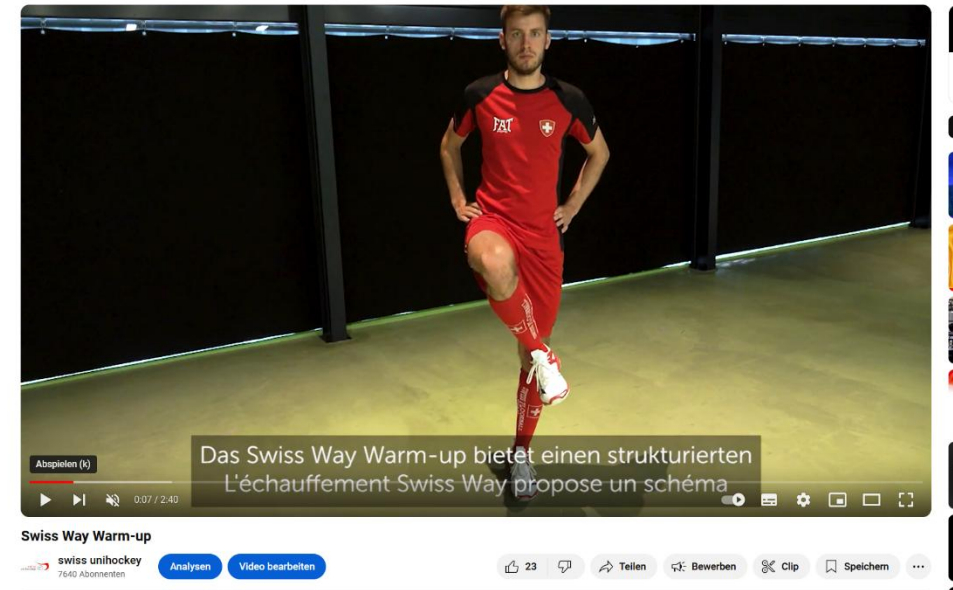 FAT
Das Swiss Way Warm-up bietet einen strukturierten
L'échauffement Swiss Way propose un schéma
Abspielen (k)
0:07 / 2:40
Swiss Way Warm-up
swiss unihockey
7640 Abonnenten
Analysen
Video bearbeiten
23
Teilen
Bewerben
Clip
Speichern